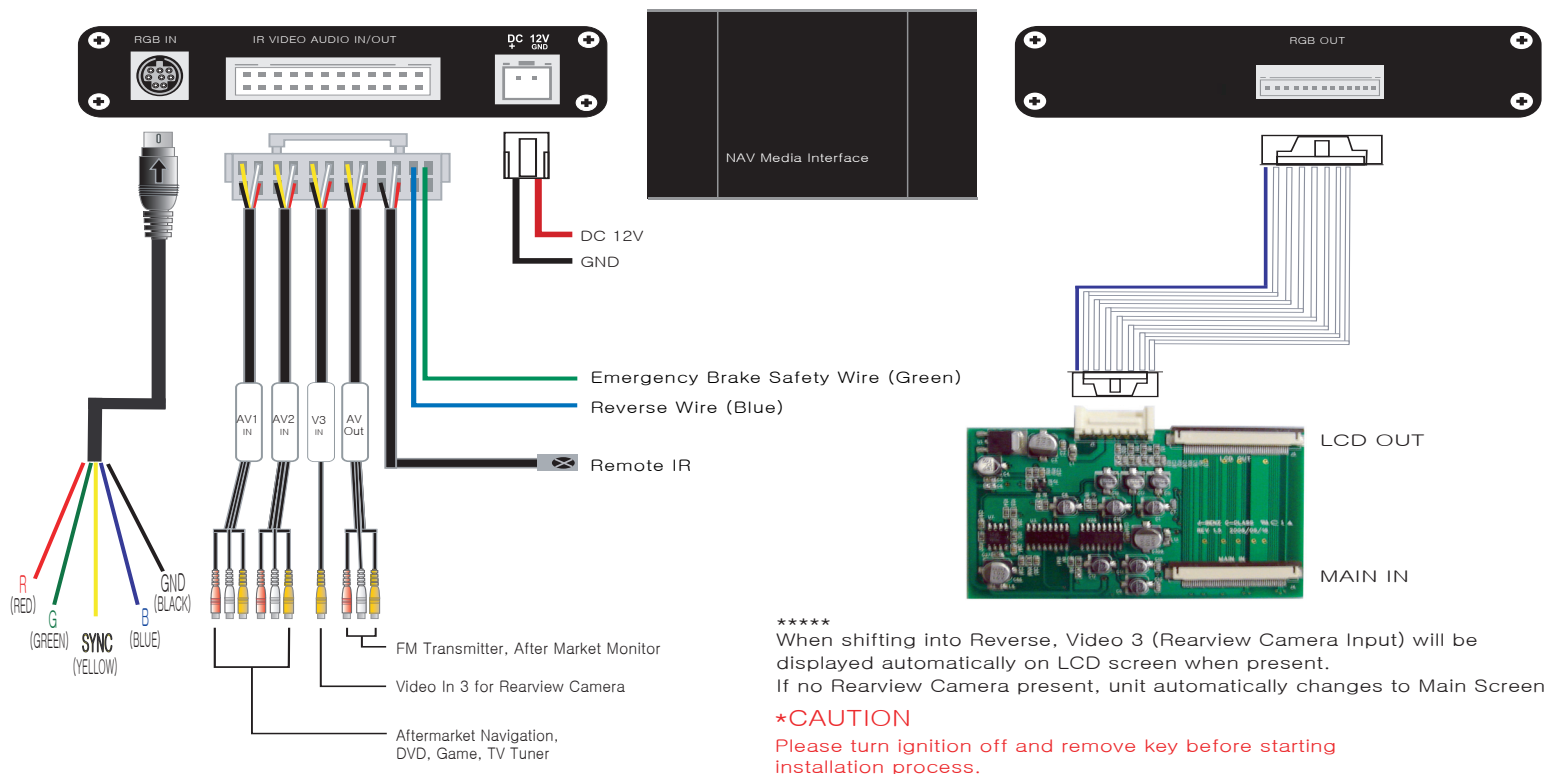 RGB IN
IR VIDEO AUDIO IN/OUT
DC 12V
+ GND
NAV Media Interface
RGB OUT
DC 12V
GND
Emergency Brake Safety Wire (Green)
Reverse Wire (Blue)
Remote IR
AV1
IN
AV2
IN
V3
IN
AV
Out
R
(RED)
G
(GREEN)
SYNC
(YELLOW)
B
(BLUE)
GND
(BLACK)
FM Transmitter, After Market Monitor
Video In 3 for Rearview Camera
Aftermarket Navigation,
DVD, Game, TV Tuner
LCD OUT
LCD OUT
MAIN IN
MAIN IN
*****
When shifting into Reverse, Video 3 (Rearview Camera Input) will be
displayed automatically on LCD screen when present.
If no Rearview Camera present, unit automatically changes to Main Screen
*CAUTION
Please turn ignition off and remove key before starting
installation process.